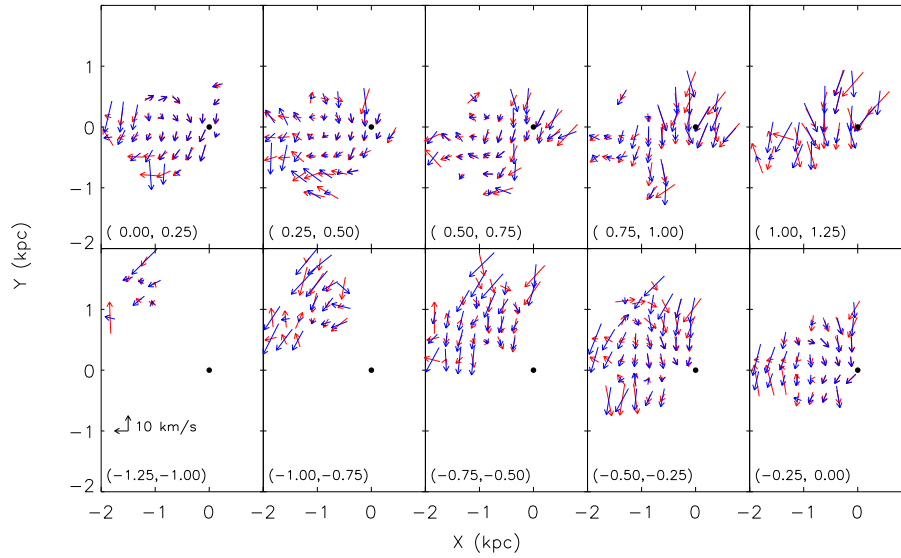 1
0
−1
−2
( 0.00, 0.25)
( 0.25, 0.50)
( 0.50, 0.75)
( 0.75, 1.00)
( 1.00, 1.25)
Y (kpc)
1
0
−1
−2
10 km/s
(−1.25,−1.00)
(−1.00,−0.75)
(−0.75,−0.50)
(−0.50,−0.25)
(−0.25, 0.00)
−2 −1 0 −2 −1 0 −2 −1 0 −2 −1 0 −2 −1 0
X (kpc)